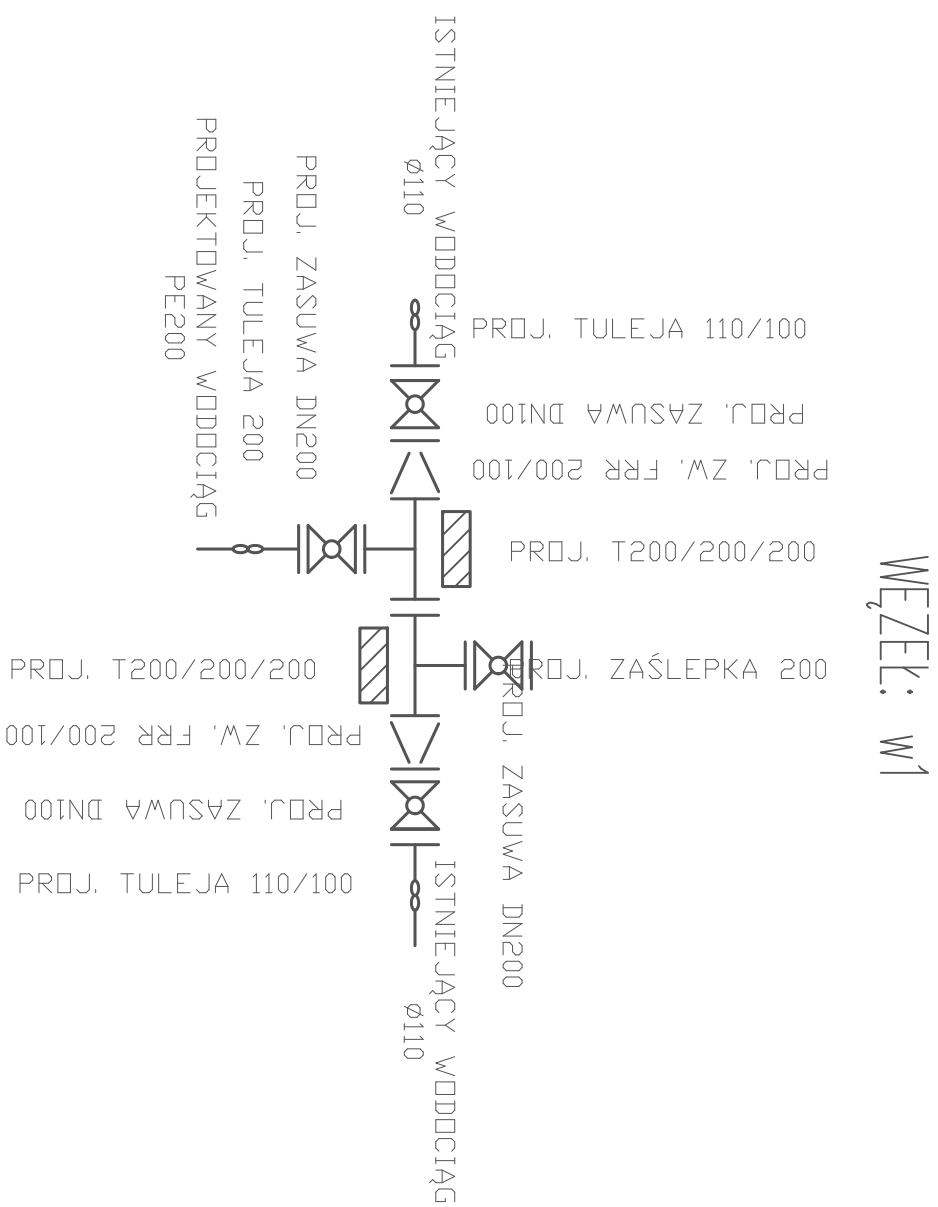 WĘZEŁ: W1
ISTNIEJĄCY WODOCIĄG
Ø110
PROJ. ZASUWA DN200
PROJ. TULEJA 200
PROJEKTOWANY WODOCIĄG
PE200
PROJ. TULEJA 110/100
PROJ. ZASUWA DN100
PROJ. ZW. FRR 200/100
PROJ. T200/200/200
PROJ. ZAŚLEPKA 200
PROJ. ZASUWA DN200
PROJ. T200/200/200
PROJ. ZW. FRR 200/100
PROJ. ZASUWA DN100
PROJ. TULEJA 110/100
ISTNIEJĄCY WODOCIĄG
Ø110